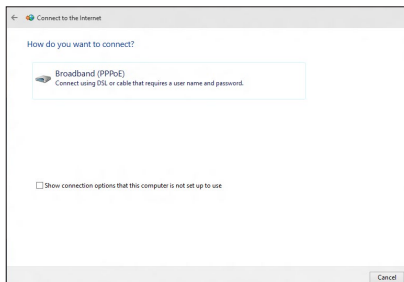 Connect to the Internet
How do you want to connect?
Broadband (PPPoE)
Connect using DSL or cable that requires a user name and password.
Show connection options that this computer is not set up to use
Cancel